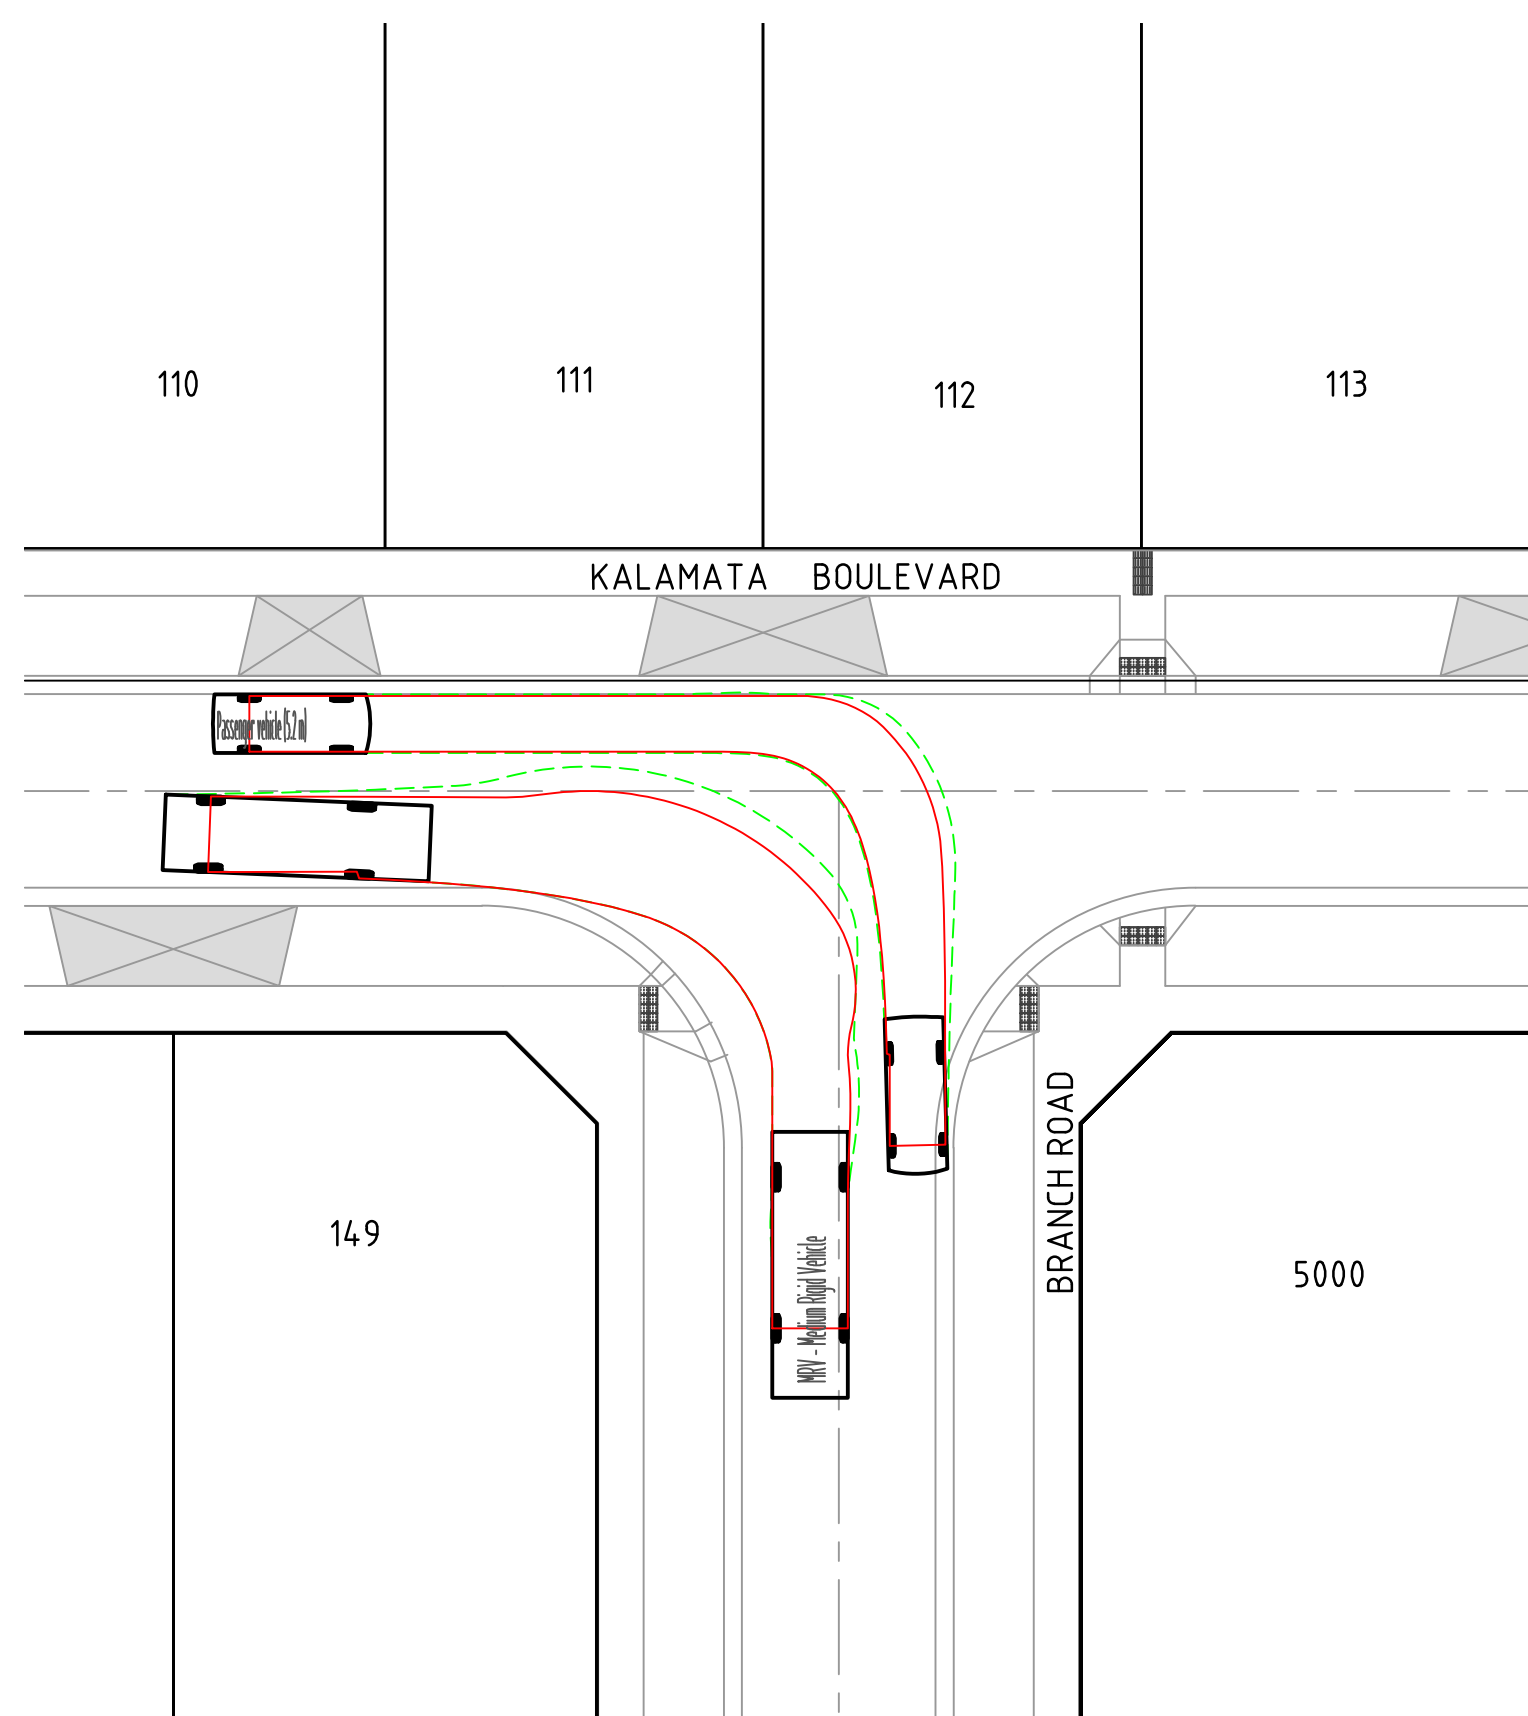 110
111
112
113
KALAMATA BOULEVARD
Passenger vehicle (5.2 m)
BRANCH ROAD
149
MRV - Medium Rigid Vehicle
5000